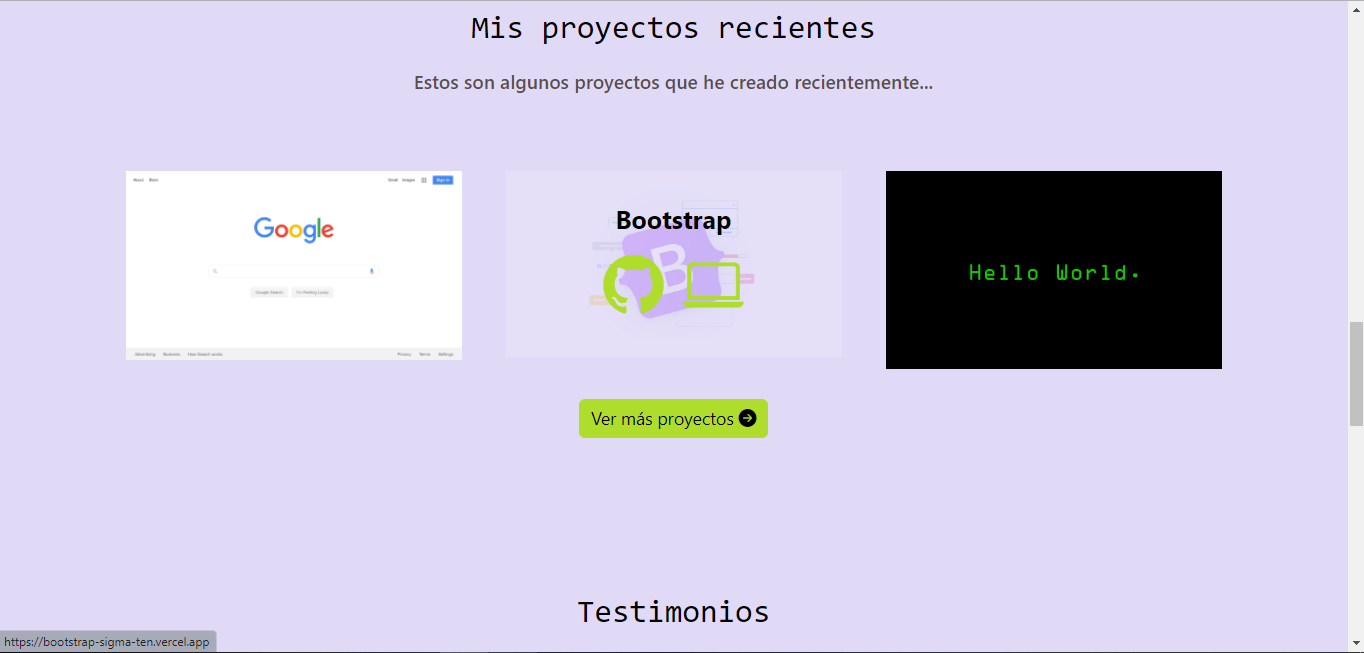 Mis proyectos recientes
Estos son algunos proyectos que he creado recientemente...
About Store
Gmail Images Sign in
Google
Google Search I'm Feeling Lucky
Advertising Business How Search works
Privacy Terms Settings
Bootstrap
B
Hello World.
Ver más proyectos
Testimonios
https://bootstrap-sigma-ten.vercel.app